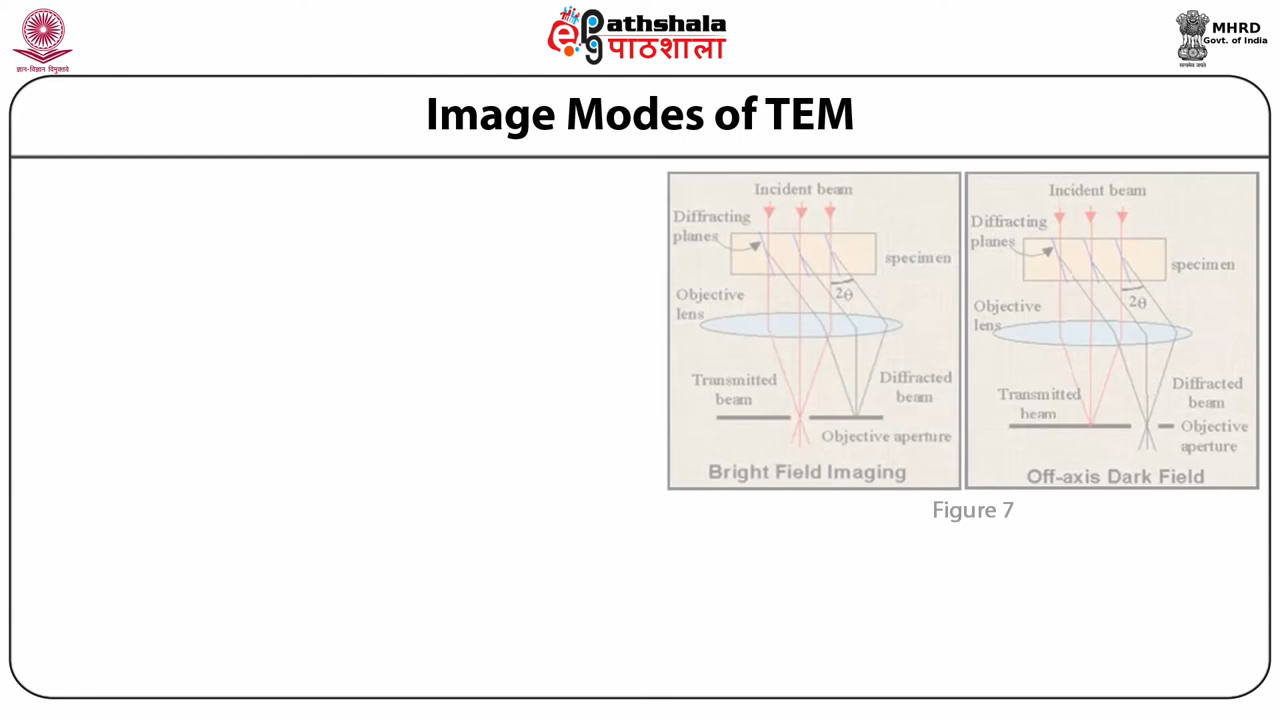 ज्ञान-विज्ञान विमुक्तये
epg
Pathshala
पाठशाला
सत्यमेव जयते
MHRD
Govt. of India
Image Modes of TEM
Incident beam
Diffracting
planes
specimen
2θ
Objective
lens
Transmitted
beam
Diffracted
beam
Objective aperture
Bright Field Imaging
Incident beam
Diffracting
planes
specimen
2θ
Objective
lens
Transmitted
beam
Diffracted
beam
Objective
aperture
Off-axis Dark Field
Figure 7